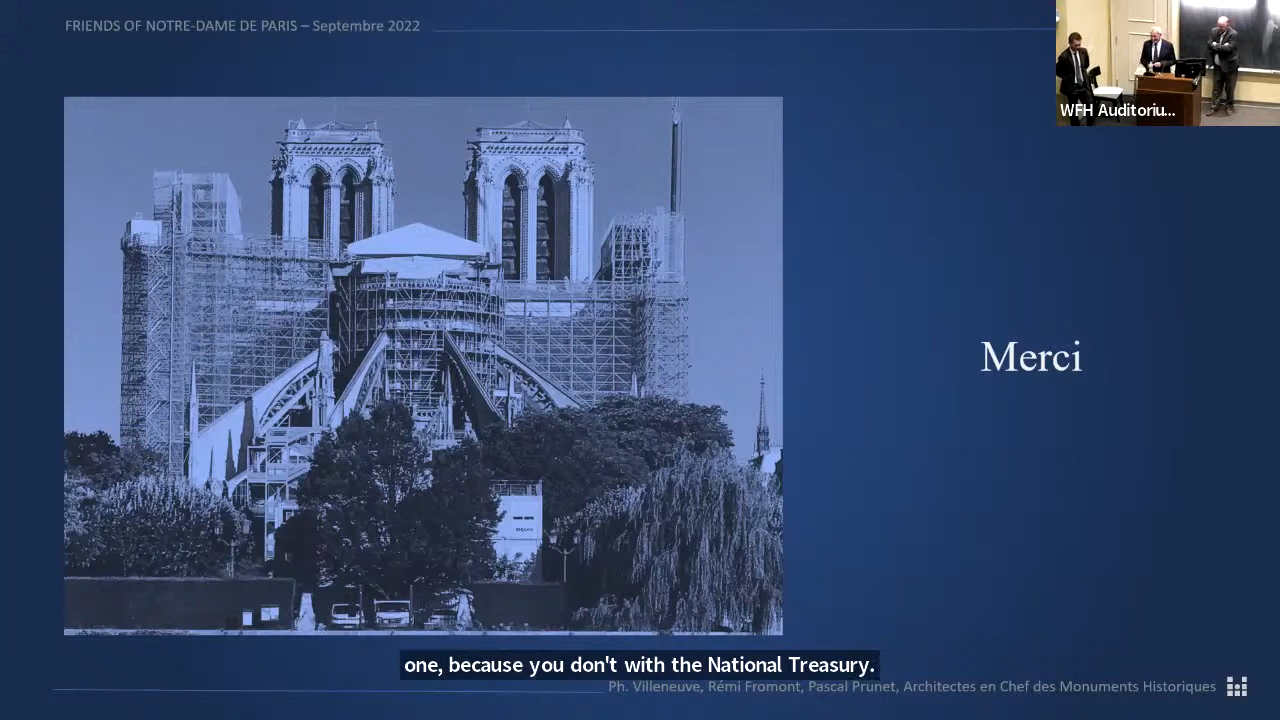 FRIENDS OF NOTRE-DAME DE PARIS – Septembre 2022
WFH Auditoriu...
Merci
one, because you don't with the National Treasury.
Ph. Villeneuve, Rémi Fromont, Pascal Prunet, Architectes en Chef des Monuments Historiques